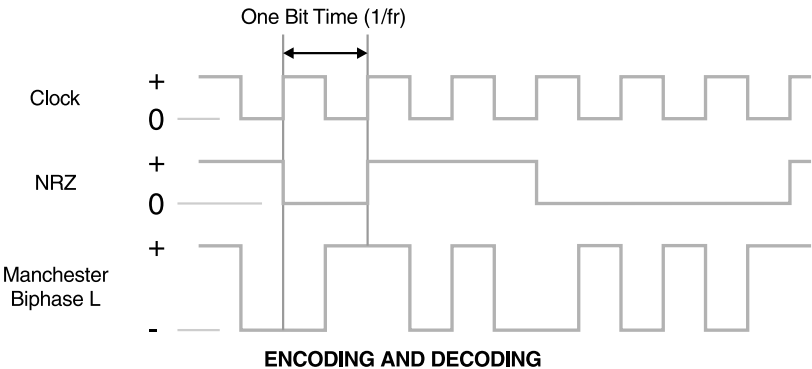 One Bit Time (1/fr)
Clock
+
0
NRZ
+
0
Manchester
Biphase L
+
-
ENCODING AND DECODING